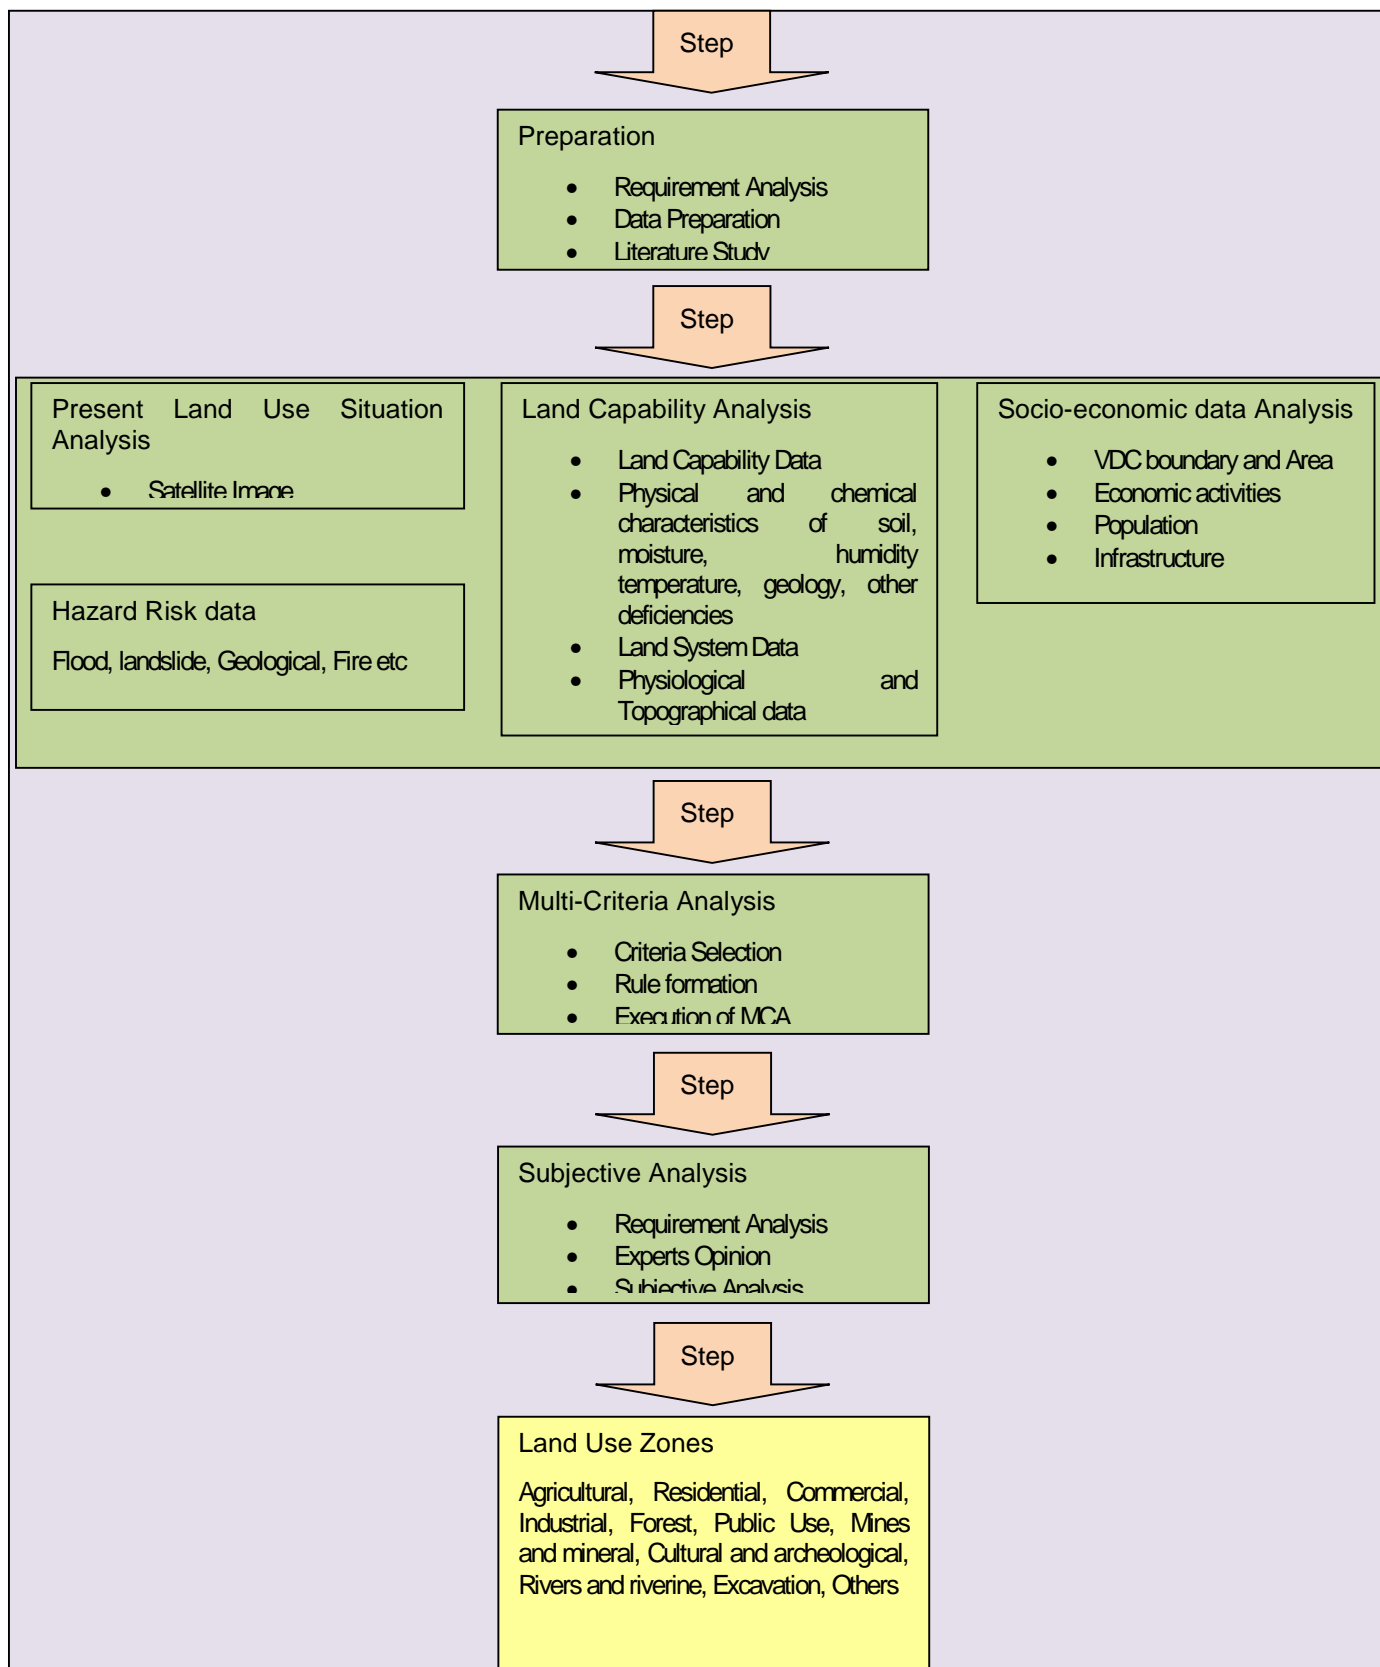 Step
Preparation
• Requirement Analysis
• Data Preparation
• Literature Study
Step
Present Land Use Situation
Analysis
• Satellite Image
Hazard Risk data
Flood, landslide, Geological, Fire etc
Land Capability Analysis
• Land Capability Data
• Physical and chemical
characteristics of soil,
moisture, humidity
temperature, geology, other
deficiencies
• Land System Data
• Physiological and
Topographical data
Socio-economic data Analysis
• VDC boundary and Area
• Economic activities
• Population
• Infrastructure
Step
Multi-Criteria Analysis
• Criteria Selection
• Rule formation
• Execution of MCA
Step
Subjective Analysis
• Requirement Analysis
• Experts Opinion
• Subjective Analysis
Step
Land Use Zones
Agricultural, Residential, Commercial,
Industrial, Forest, Public Use, Mines
and mineral, Cultural and archeological,
Rivers and riverine, Excavation, Others